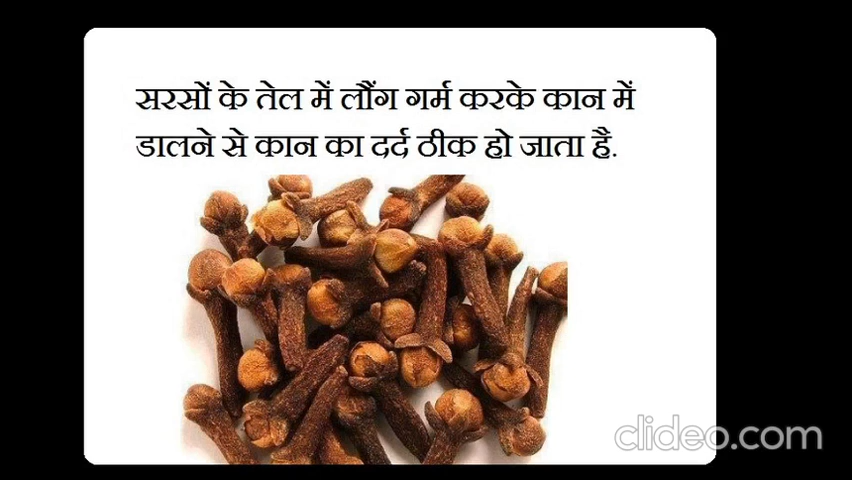 सरसों के तेल में लौंग गर्म करके कान में
डालने से कान का दर्द ठीक हो जाता है.
clideo.com